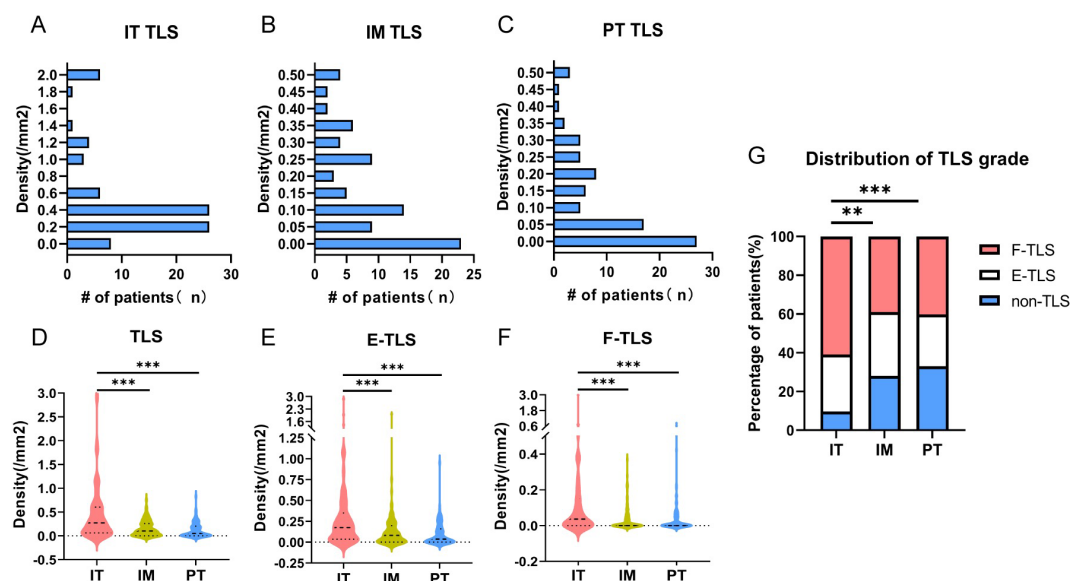 A
IT TLS
Density(/mm2)
2.0
1.8
1.4
1.2
1.0
0.6
0.4
0.2
0.0
0 10 20 30
# of patients( n)
B
IM TLS
Density(/mm2)
0.50
0.45
0.40
0.35
0.30
0.25
0.20
0.15
0.10
0.05
0.00
0 5 10 15 20 25
# of patients( n)
C
PT TLS
Density(/mm2)
0.50
0.45
0.40
0.35
0.30
0.25
0.20
0.15
0.10
0.05
0.00
0 10 20 30
# of patients( n)
D
TLS
***
***
Density(/mm2)
3.0
2.5
2.0
1.5
1.0
0.5
0.0
-0.5
IT IM PT
E
E-TLS
***
***
Density(/mm2)
3.0
2.3
1.6
1.25
1.00
0.75
0.50
0.25
0.00
-0.25
IT IM PT
F
F-TLS
***
***
Density(/mm2)
3.0
1.8
0.6
0.4
0.2
0.0
-0.2
IT IM PT
G
Distribution of TLS grade
***
**
Percentage of patients(%)
100
80
60
40
20
0
IT IM PT
F-TLS
E-TLS
non-TLS